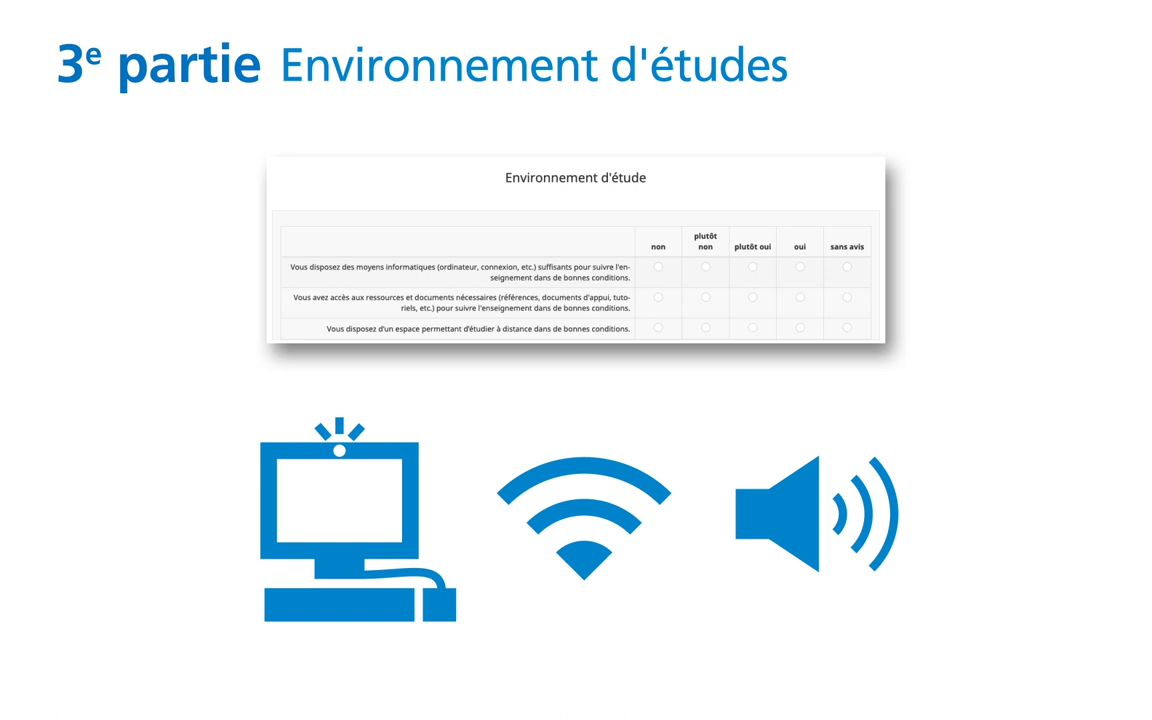 3e partie Environnement d'études
Environnement d'étude
non plutôt non plutôt oui oui sans avis
Vous disposez des moyens informatiques (ordinateur, connexion, etc.) suffisants pour suivre l'en-
seignement dans de bonnes conditions.
Vous avez accès aux ressources et documents nécessaires (références, documents d'appui, tuto-
riels, etc.) pour suivre l'enseignement dans de bonnes conditions.
Vous disposez d'un espace permettant d'étudier à distance dans de bonnes conditions.